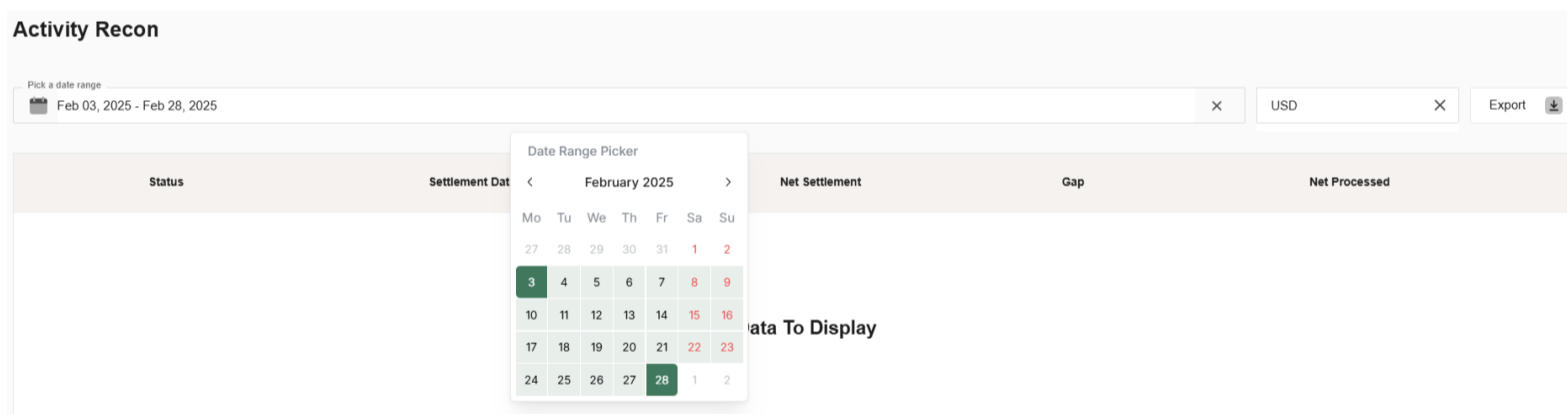 Activity Recon
Pick a date range
Feb 03, 2025 - Feb 28, 2025
USD
Export
Date Range Picker
February 2025
Status Settlement Dat Net Settlement Gap Net Processed
Mo Tu We Th Fr Sa Su
27 28 29 30 31 1 2
3 4 5 6 7 8 9
10 11 12 13 14 15 16
ata To Display
17 18 19 20 21 22 23
24 25 26 27 28 1 2